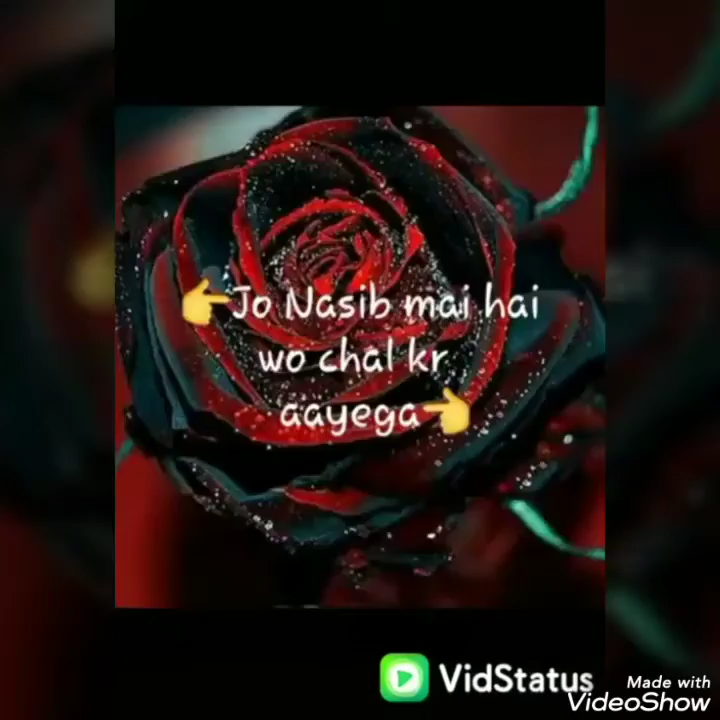 👉Jo Nasib mai hai
wo chal kr
aayega👈
VidStatus
Made with
VideoShow